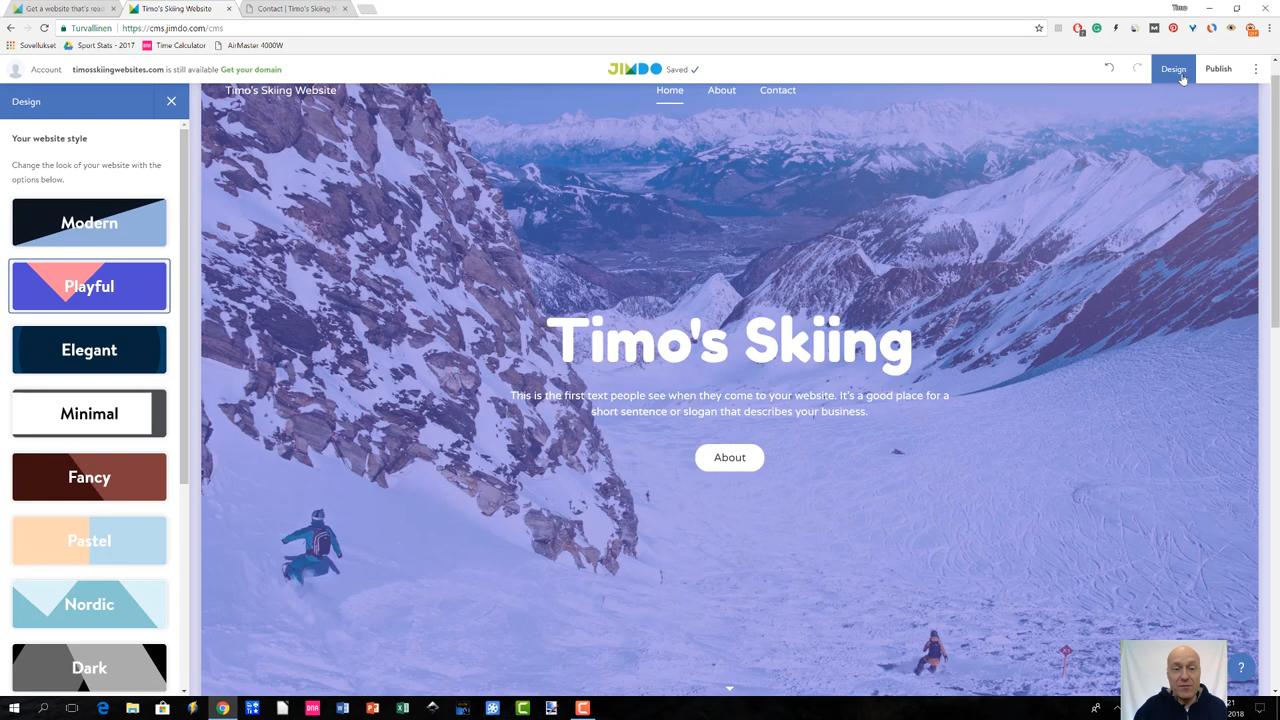 Timo
Get a website that's read
Timo's Skiing Website
Contact | Timo's Skiing W
Turvallinen
https://cms.jimdo.com/cms
Sovellukset
Sport Stats - 2017
Time Calculator
AirMaster 4000W
Account
timosskiingwebsites.com is still available Get your domain
JIMDO
Saved
Design
Publish
Design
Timo's Skiing Website
Home
About
Contact
Your website style
Change the look of your website with the
options below.
Modern
Playful
Elegant
Minimal
Fancy
Pastel
Nordic
Dark
Timo's Skiing
This is the first text people see when they come to your website. It's a good place for a
short sentence or slogan that describes your business.
About
?
21
2018